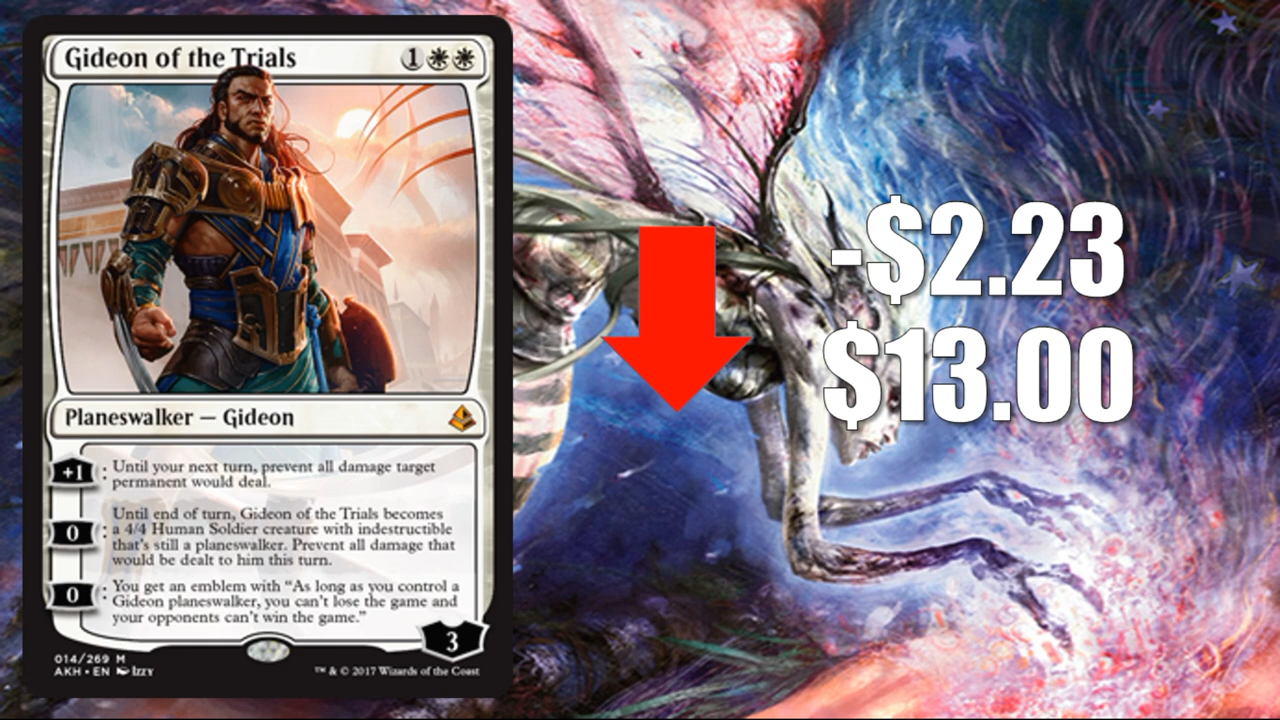 Gideon of the Trials 1
Planeswalker — Gideon
+1 : Until your next turn, prevent all damage target
permanent would deal.
0 : Until end of turn, Gideon of the Trials becomes
a 4/4 Human Soldier creature with indestructible
that's still a planeswalker. Prevent all damage that
would be dealt to him this turn.
0 : You get an emblem with “As long as you control a
Gideon planeswalker, you can't lose the game and
your opponents can't win the game.”
3
014/269 M
AKH • EN Izzy
™ & © 2017 Wizards of the Coast
-$2.23
$13.00